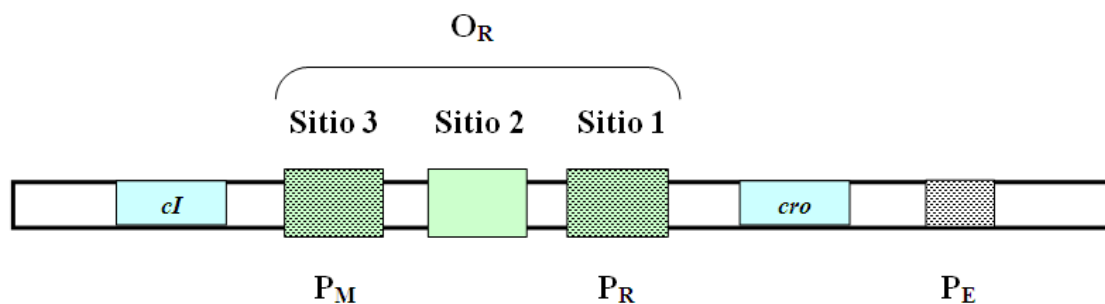 O_R
Sitio 3 Sitio 2 Sitio 1
cI cro
P_M P_R P_E